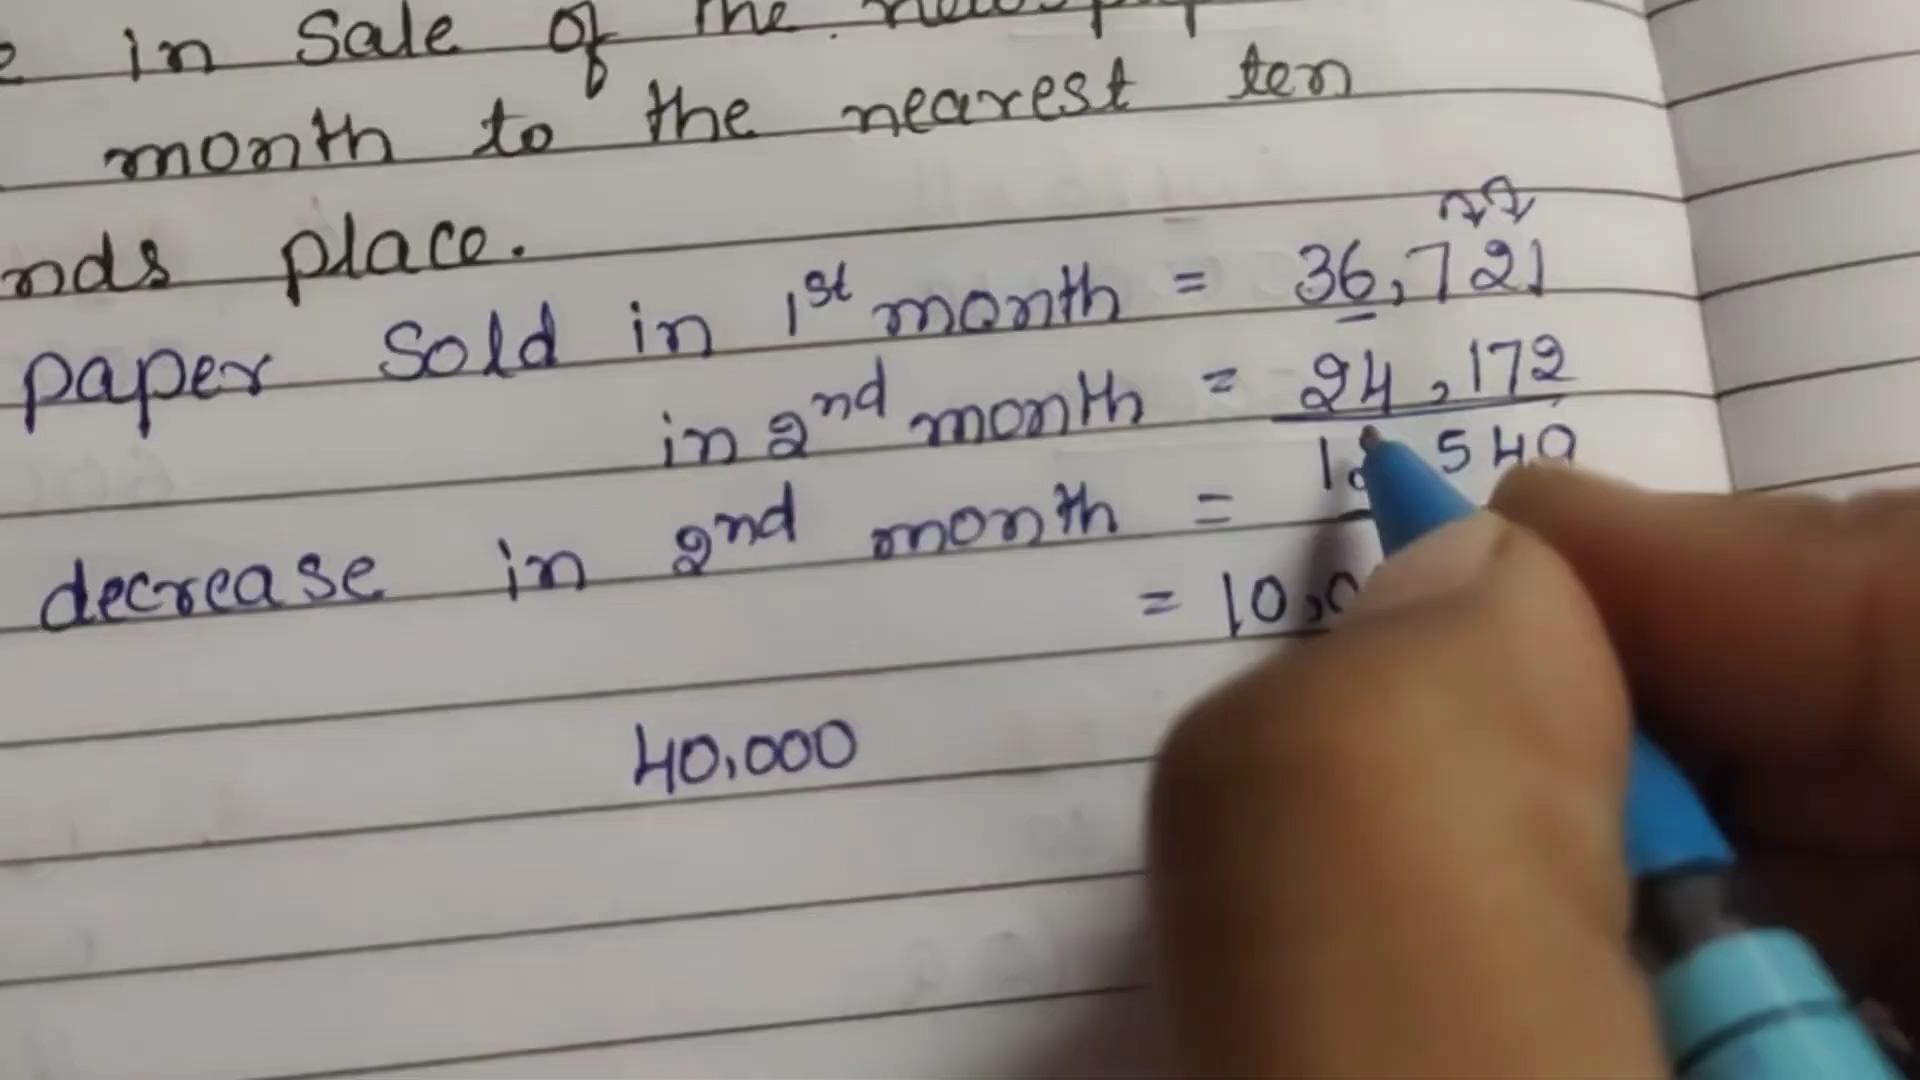 in sale of the
month to the nearest ten
nds place.
paper sold in 1st month = 36,721
in 2nd month = 24,172
decrease in 2nd month = 549
= 10,0
40,000